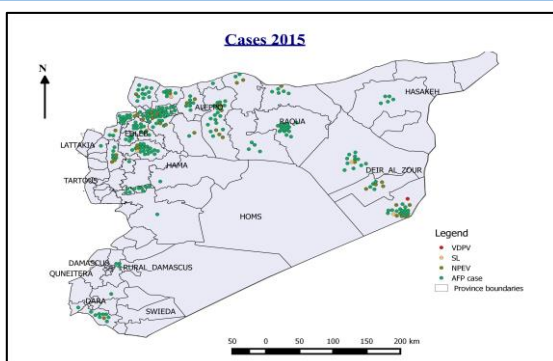 Cases 2015
N
HASAKEH
ALEPPO
RAQUA
IDLEB
LATTAKIA
DEIR_AL_ZOUR
HAMA
TARTOUS
HOMS
DAMASCUS
RURAL_DAMASCUS
QUNEITERA
DARA
SWIEDA
Legend
VDPV
SL
NPEV
AFP case
Province boundaries
50 0 50 100 150 200 km